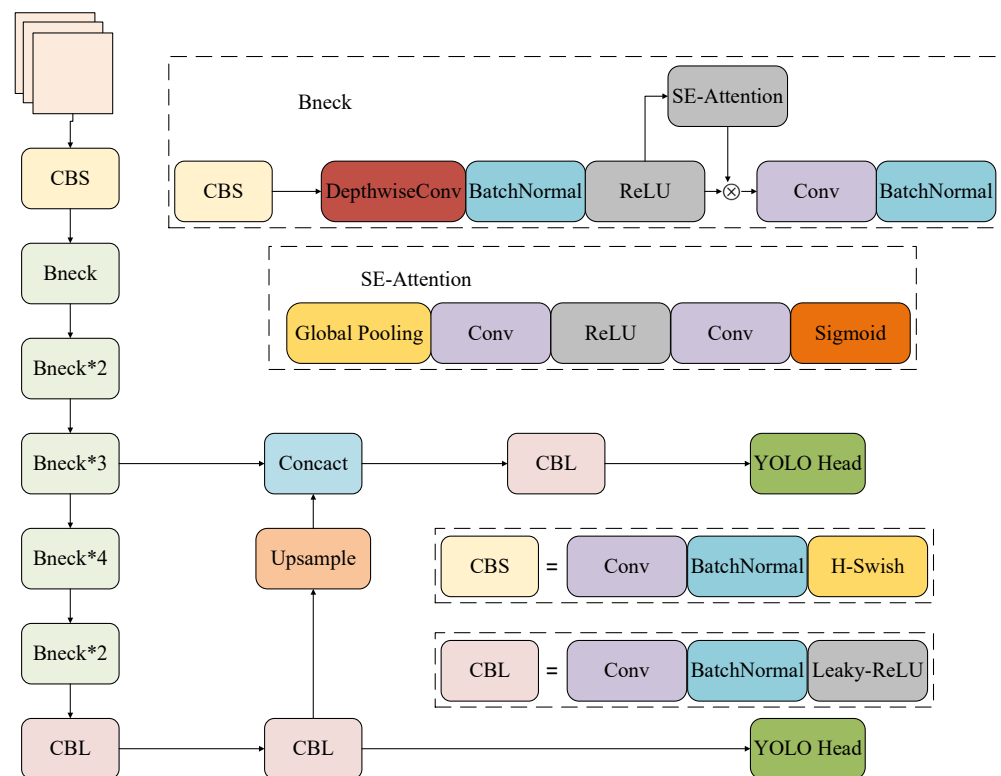 Bneck
SE-Attention
CBS
CBS
DepthwiseConv
BatchNormal
ReLU
Conv
BatchNormal
Bneck
SE-Attention
Global Pooling
Conv
ReLU
Conv
Sigmoid
Bneck*2
Bneck*3
Concact
CBL
YOLO Head
Bneck*4
Upsample
CBS
=
Conv
BatchNormal
H-Swish
Bneck*2
CBL
=
Conv
BatchNormal
Leaky-ReLU
CBL
CBL
YOLO Head